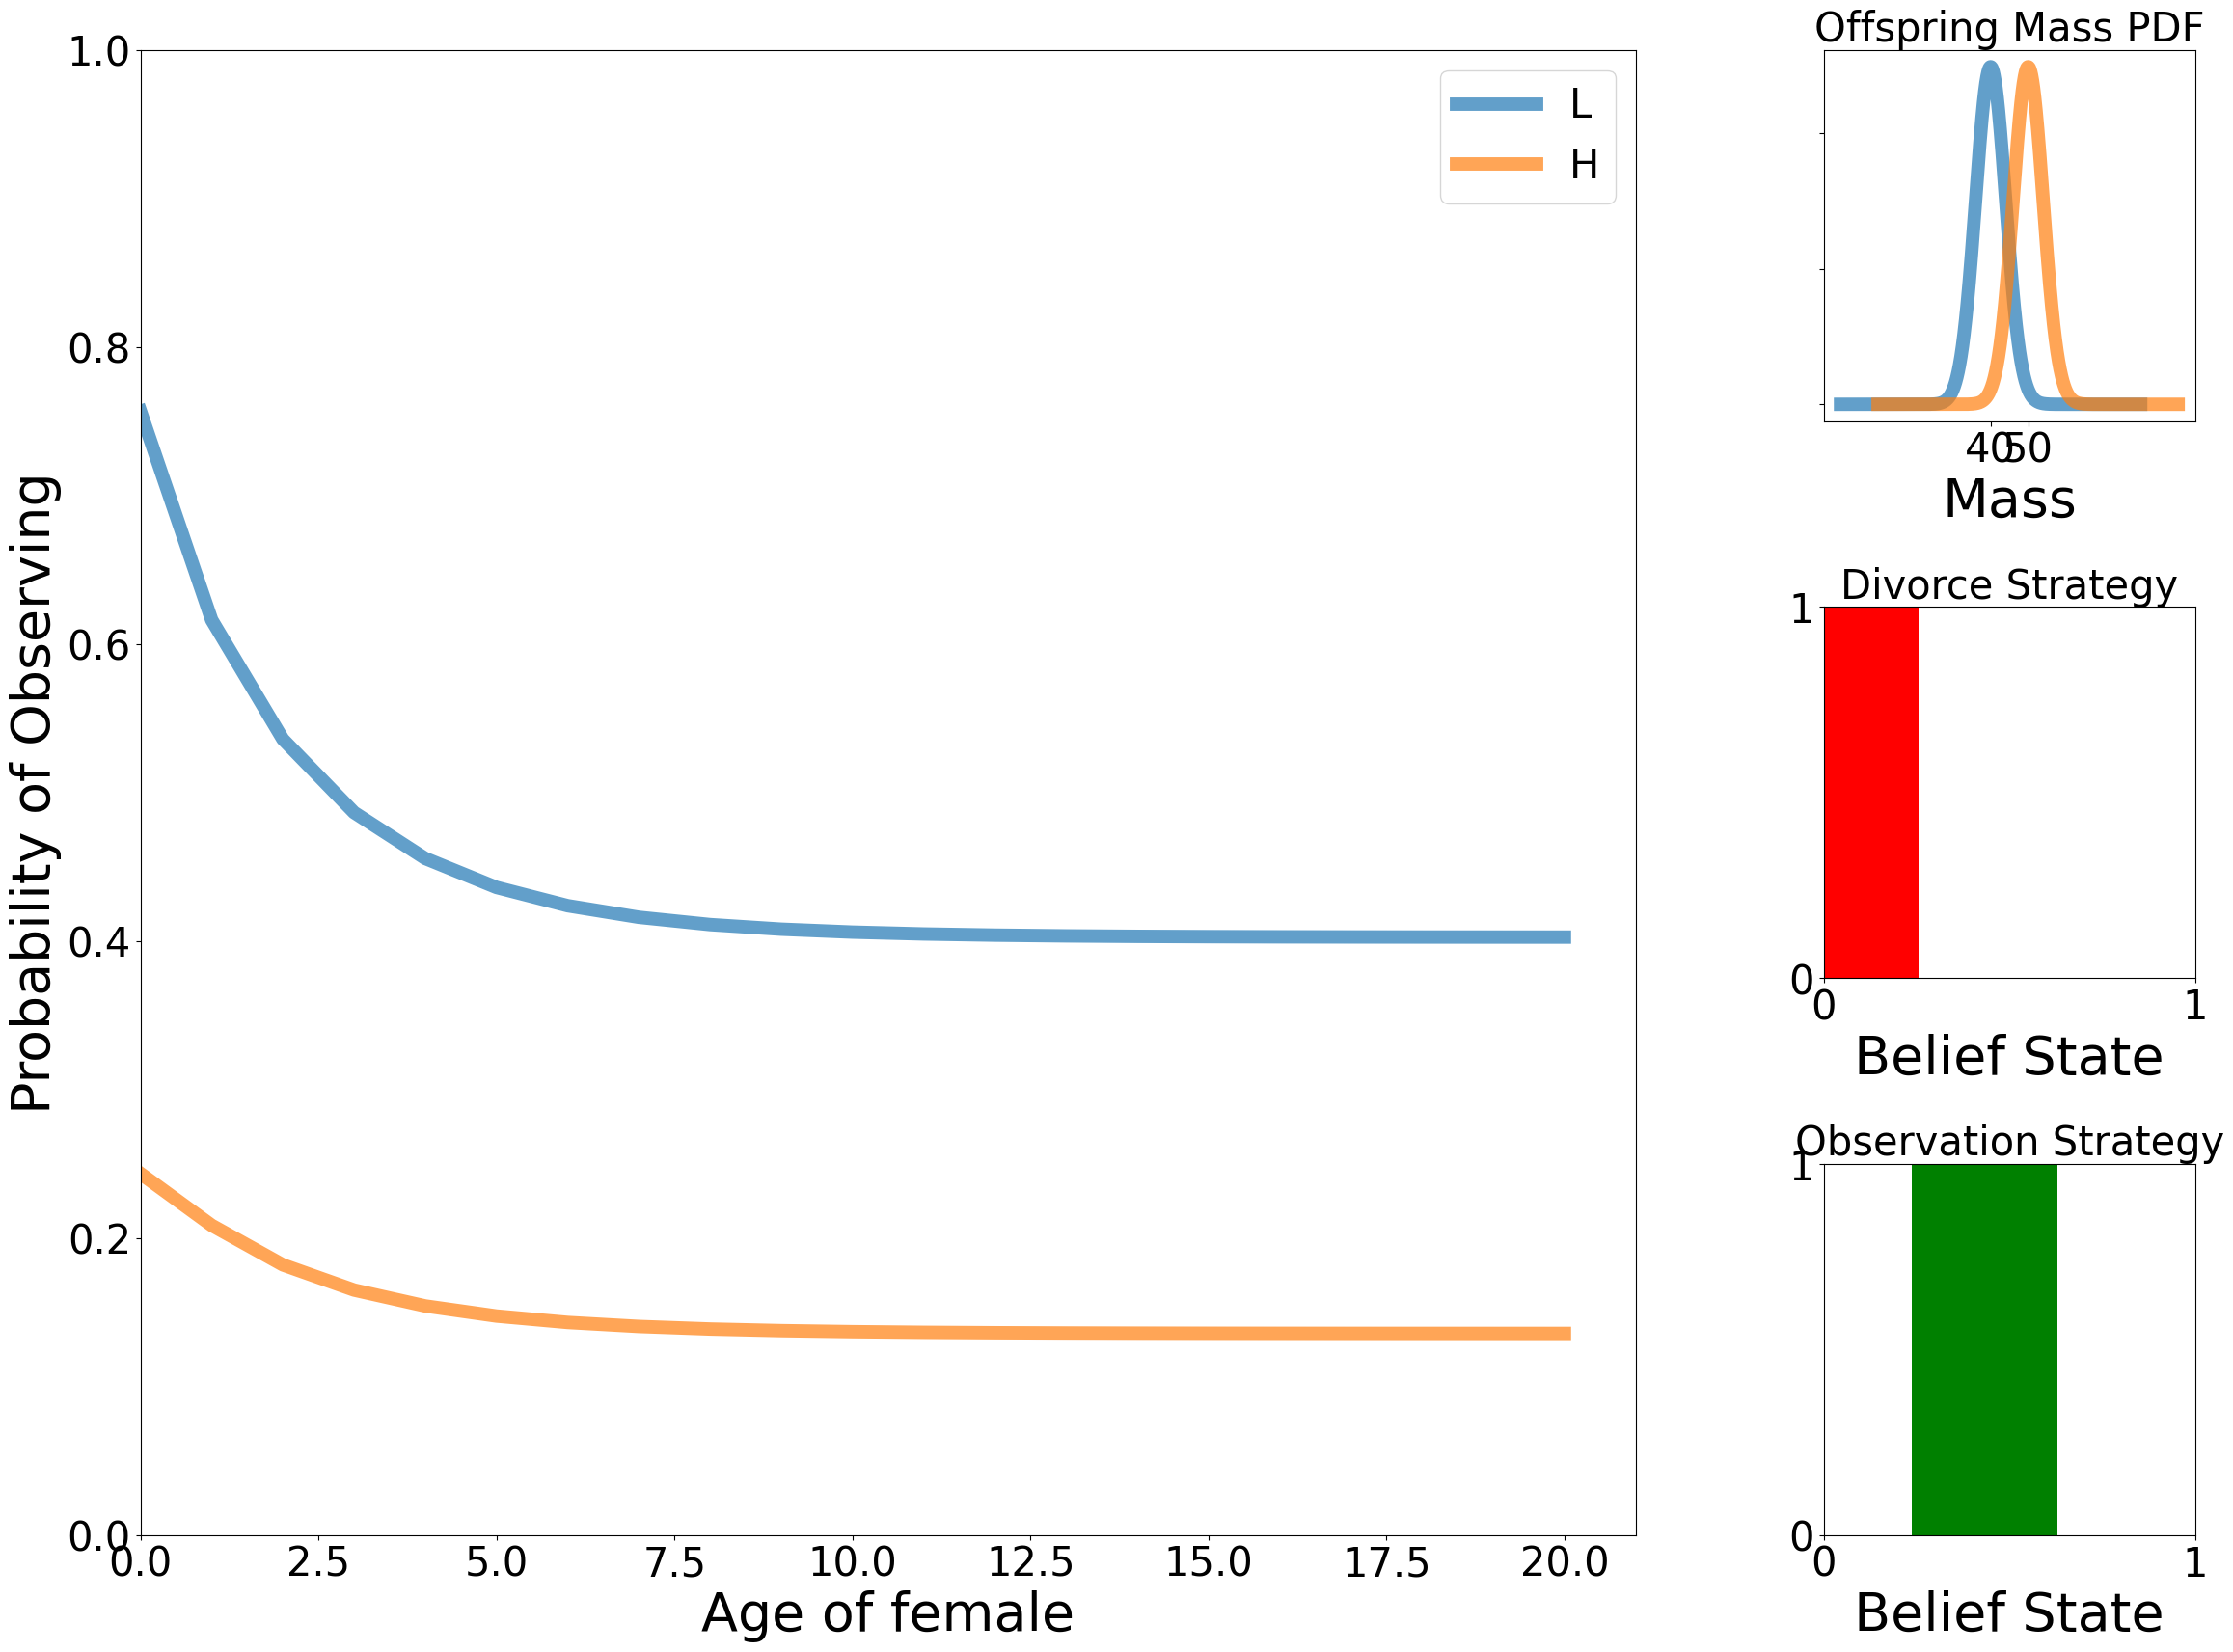 Offspring Mass PDF
1.0
0.8
0.6
0.4
0.2
0.0
Probability of Observing
0.0 2.5 5.0 7.5 10.0 12.5 15.0 17.5 20.0
Age of female
L
H
40 50
Mass
Divorce Strategy
1
0
0 1
Belief State
Observation Strategy
1
0
0 1
Belief State